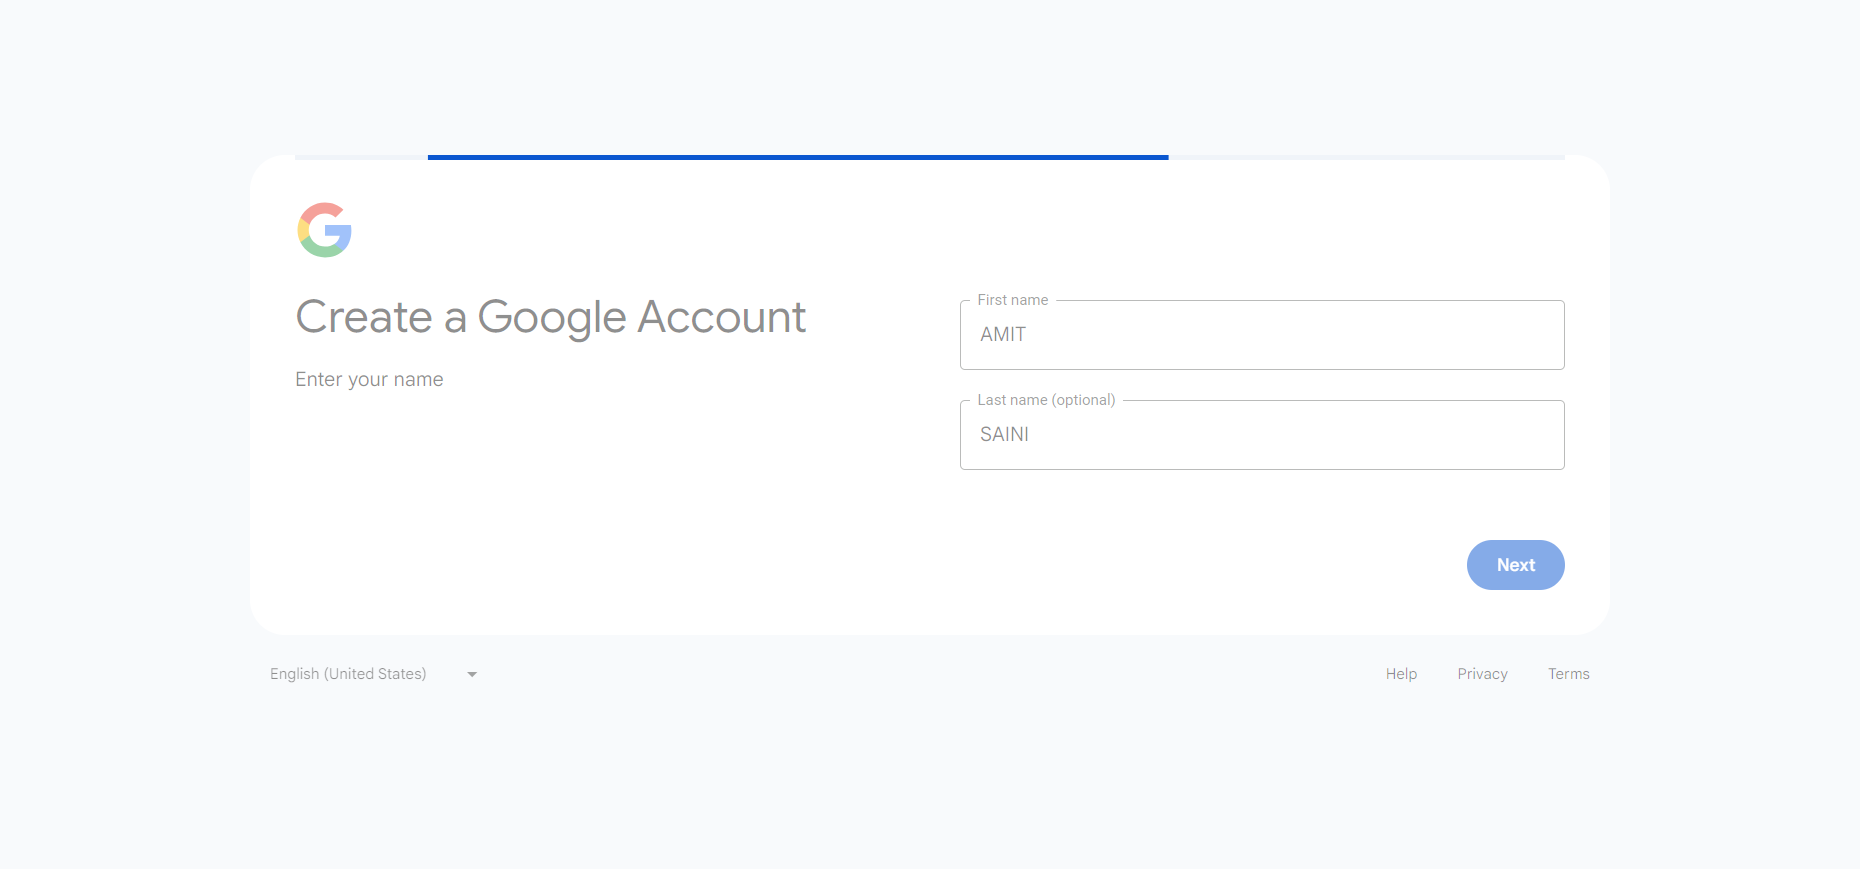 Create a Google Account
Enter your name
First name
AMIT
Last name (optional)
SAINI
Next
English (United States)
Help
Privacy
Terms